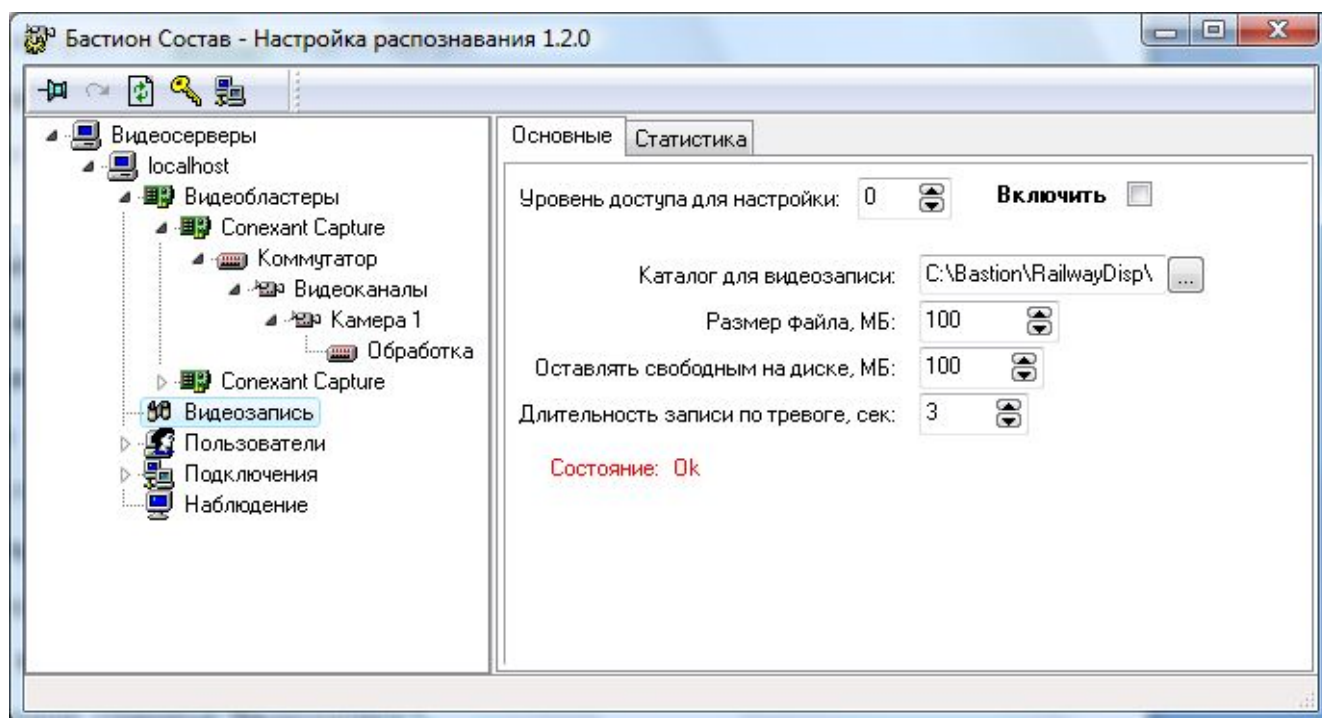 Бастион Состав - Настройка распознавания 1.2.0
Видеосерверы
localhost
Видеобластеры
Conexant Capture
Коммутатор
Видеоканалы
Камера 1
Обработка
Conexant Capture
Видеозапись
Пользователи
Подключения
Наблюдение
Основные Статистика
Уровень доступа для настройки: 0 Включить
Каталог для видеозаписи: C:\Bastion\RailwayDisp\ ...
Размер файла, МБ: 100
Оставлять свободным на диске, МБ: 100
Длительность записи по тревоге, сек: 3
Состояние: Ok